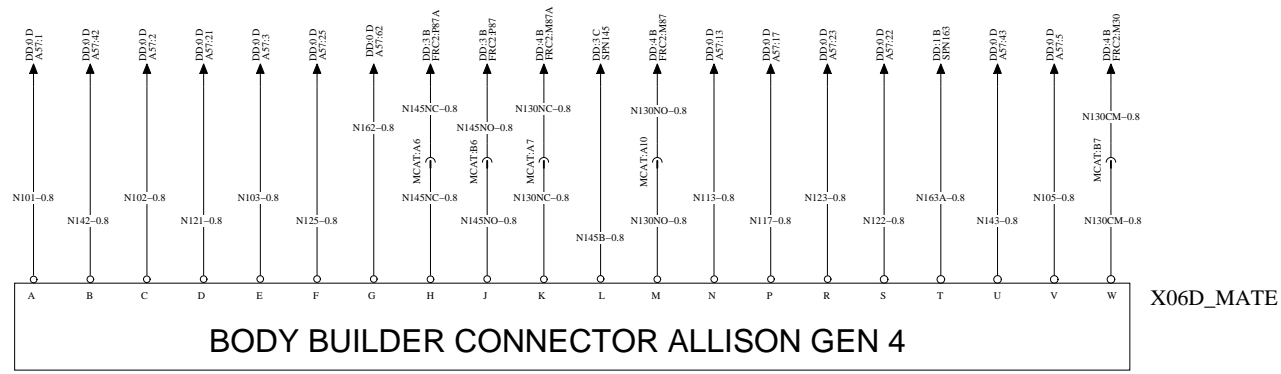 DD:0 D
A57:1
DD:0 D
A57:42
DD:0 D
A57:2
DD:0 D
A57:21
DD:0 D
A57:3
DD:0 D
A57:25
DD:0 D
A57:62
DD:3 B
FRC2:P87A
DD:3 B
FRC2:P87
DD:4 B
FRC2:M87A
DD:3 C
SPN145
DD:4 B
FRC2:M87
DD:0 D
A57:13
DD:0 D
A57:17
DD:0 D
A57:23
DD:0 D
A57:22
DD:1 B
SPN163
DD:0 D
A57:43
DD:0 D
A57:5
DD:4 B
FRC2:M30
N145NC–0.8 N130NC–0.8 N130NO–0.8
N130CM–0.8
N162–0.8 N145NO–0.8
MCAT:A6
MCAT:B6
MCAT:A7
MCAT:A10
MCAT:B7
N101–0.8 N102–0.8 N103–0.8 N145NC–0.8 N130NC–0.8 N113–0.8 N123–0.8 N163A–0.8 N105–0.8
N142–0.8 N121–0.8 N125–0.8 N145NO–0.8 N130NO–0.8 N117–0.8 N122–0.8 N143–0.8 N130CM–0.8
N145B–0.8
A B C D E F G H J K L M N P R S T U V W
X06D_MATE
BODY BUILDER CONNECTOR ALLISON GEN 4